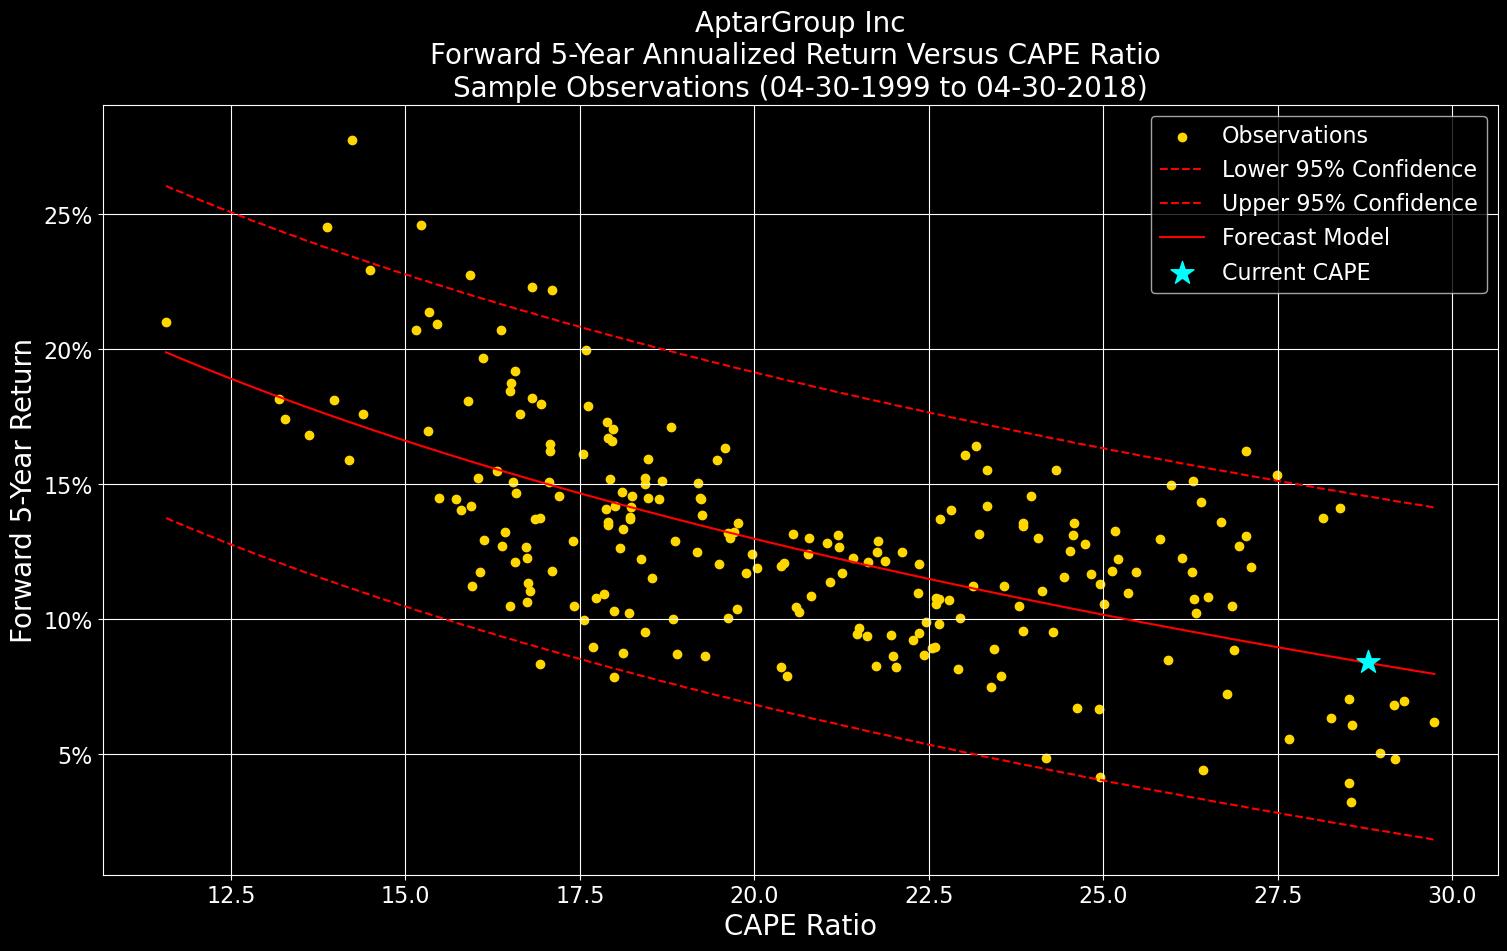 AptarGroup Inc
Forward 5-Year Annualized Return Versus CAPE Ratio
Sample Observations (04-30-1999 to 04-30-2018)
Observations
Lower 95% Confidence
Upper 95% Confidence
Forecast Model
Current CAPE
Forward 5-Year Return
25%
20%
15%
10%
5%
12.5
15.0
17.5
20.0
22.5
25.0
27.5
30.0
CAPE Ratio